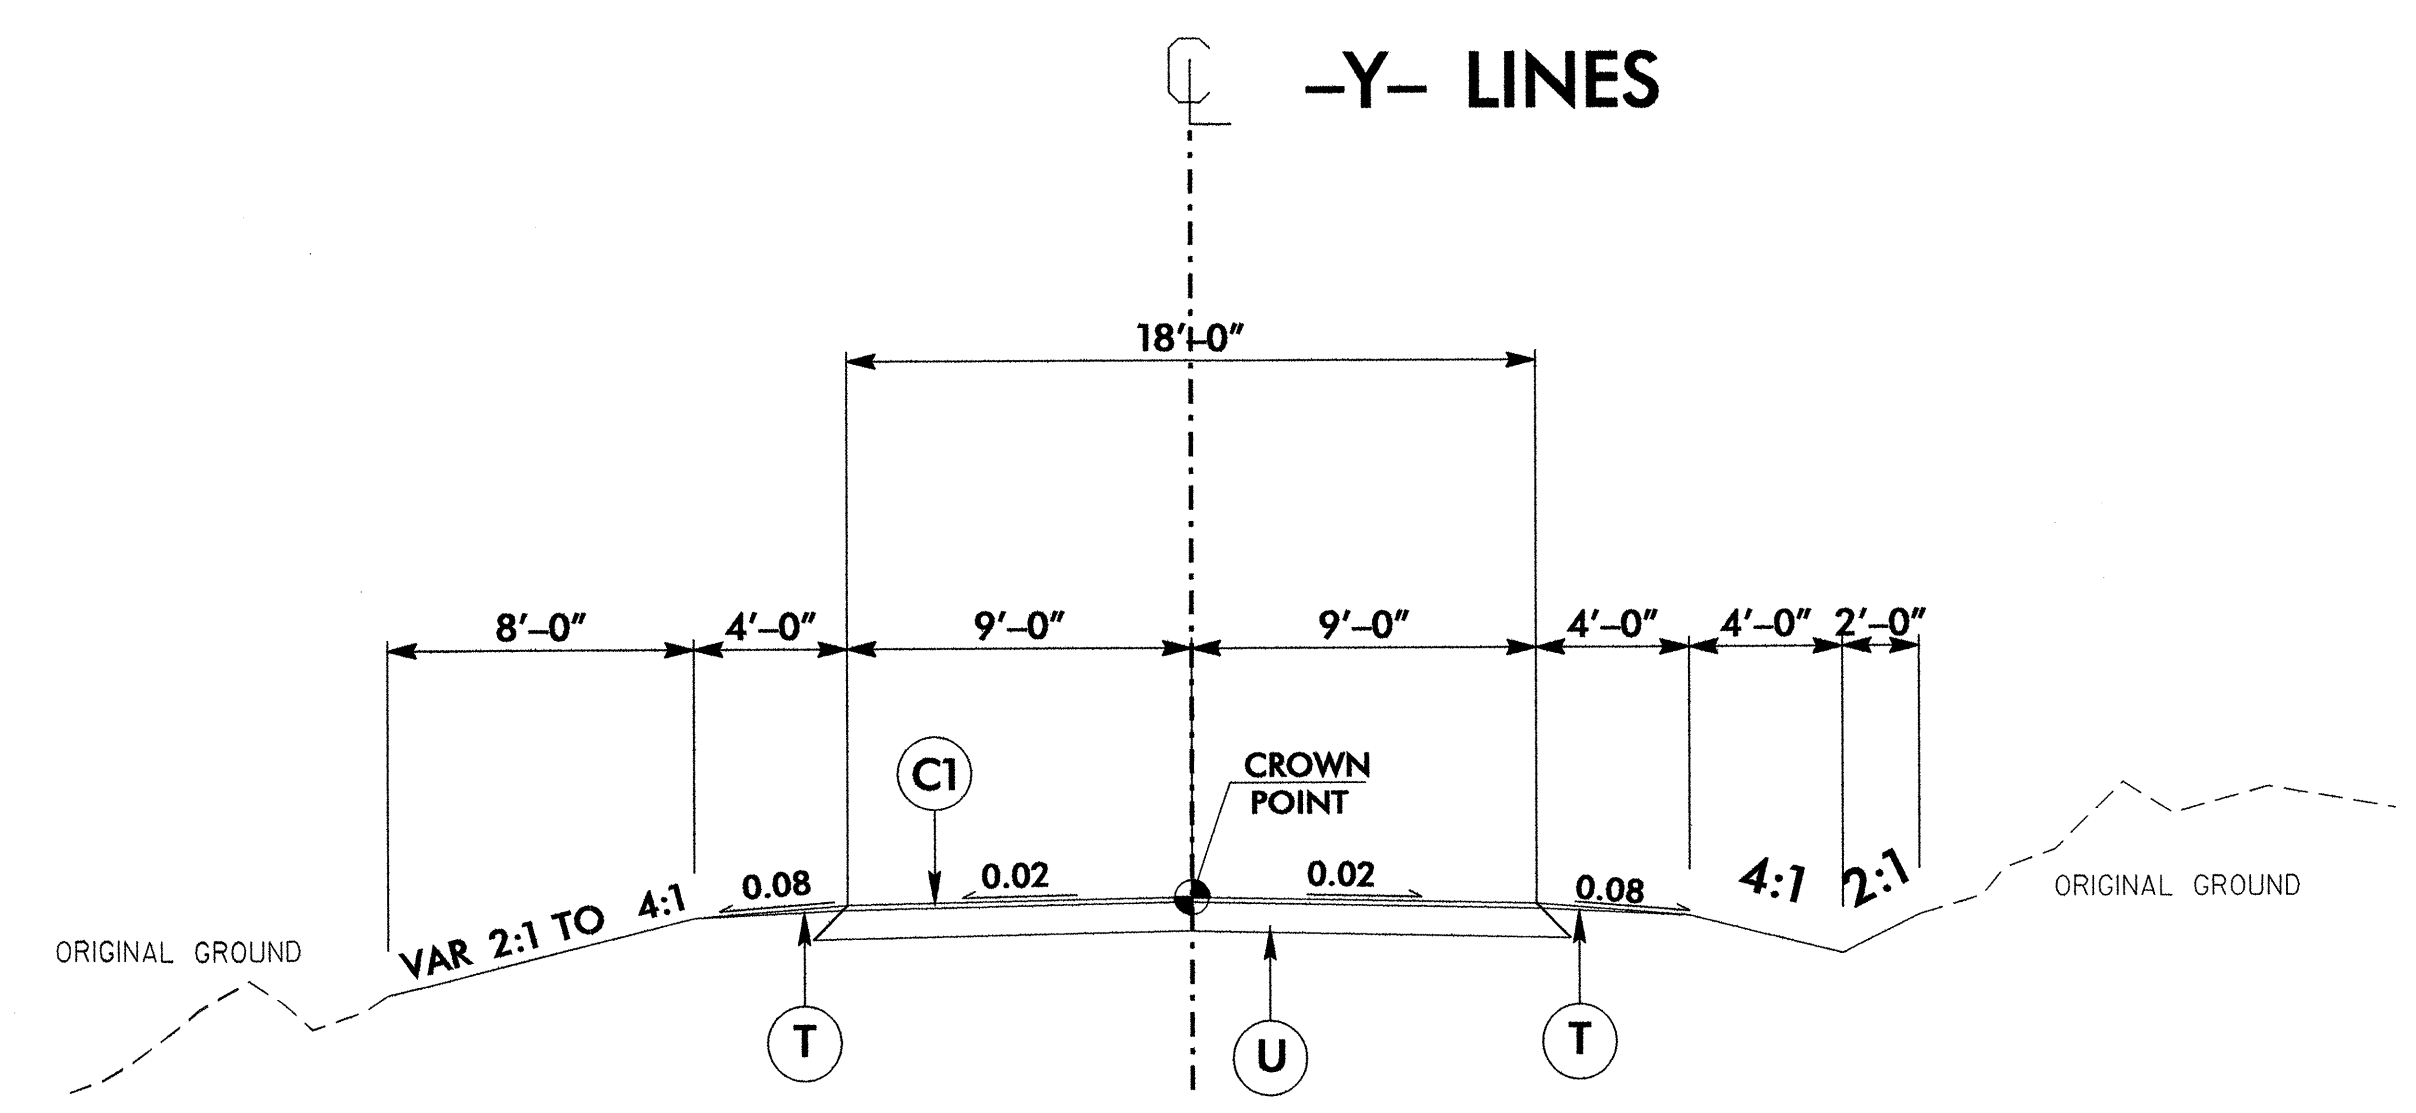 CL –Y– LINES
18'–0"
8'–0" 4'–0" 9'–0" 9'–0" 4'–0" 4'–0" 2'–0"
C1
CROWN
POINT
0.08 0.02 0.02 0.08 4:1 2:1
VAR 2:1 TO 4:1
ORIGINAL GROUND
ORIGINAL GROUND
T U T